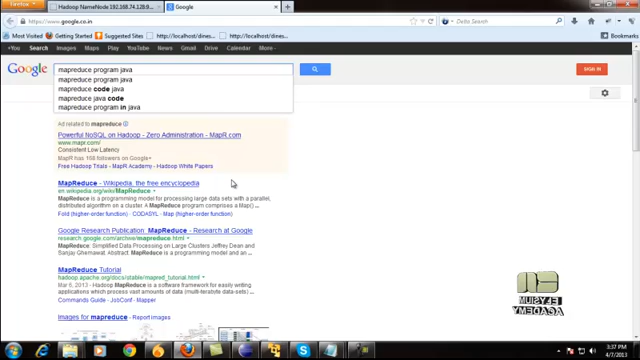 Firefox
Hadoop NameNode 192.168.74.128:9...
Google
https://www.google.co.in
Google
Delta Search
Most Visited
Getting Started
Suggested Sites
http://localhost/dines...
http://localhost/dines...
Bookmarks
+You Search Images Maps Play YouTube News Gmail Drive Calendar More
Google
mapreduce program java
SIGN IN
mapreduce program java
mapreduce code java
mapreduce java code
mapreduce program in java
Ad related to mapreduce
Powerful NoSQL on Hadoop - Zero Administration - MapR.com
www.mapr.com/
Consistent Low Latency
MapR has 168 followers on Google+
Free Hadoop Trials - MapR Academy - Hadoop White Papers
MapReduce - Wikipedia, the free encyclopedia
en.wikipedia.org/wiki/MapReduce
MapReduce is a programming model for processing large data sets with a parallel,
distributed algorithm on a cluster. A MapReduce program comprises a Map() ...
Fold (higher-order function) - CODASYL - Map (higher-order function)
Google Research Publication: MapReduce - Research at Google
research.google.com/archive/mapreduce.html
MapReduce: Simplified Data Processing on Large Clusters Jeffrey Dean and
Sanjay Ghemawat. Abstract. MapReduce is a programming model and an ...
MapReduce Tutorial
hadoop.apache.org/docs/stable/mapred_tutorial.html
Mar 6, 2013 - Hadoop MapReduce is a software framework for easily writing
applications which process vast amounts of data (multi-terabyte data-sets) ...
Commands Guide - JobConf - Mapper
Images for mapreduce - Report images
ELYSIUM
ACADEMY
3:37 PM
4/7/2013